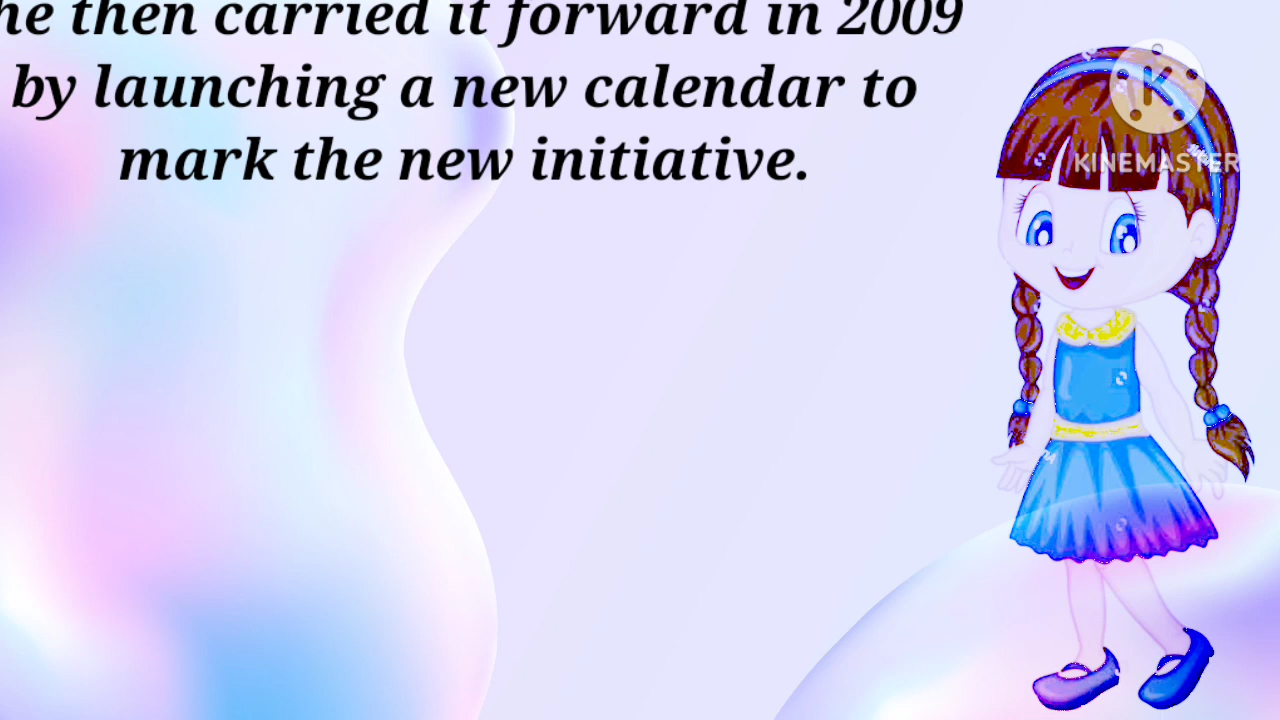 he then carried it forward in 2009
by launching a new calendar to
mark the new initiative.
K
KINEMASTER